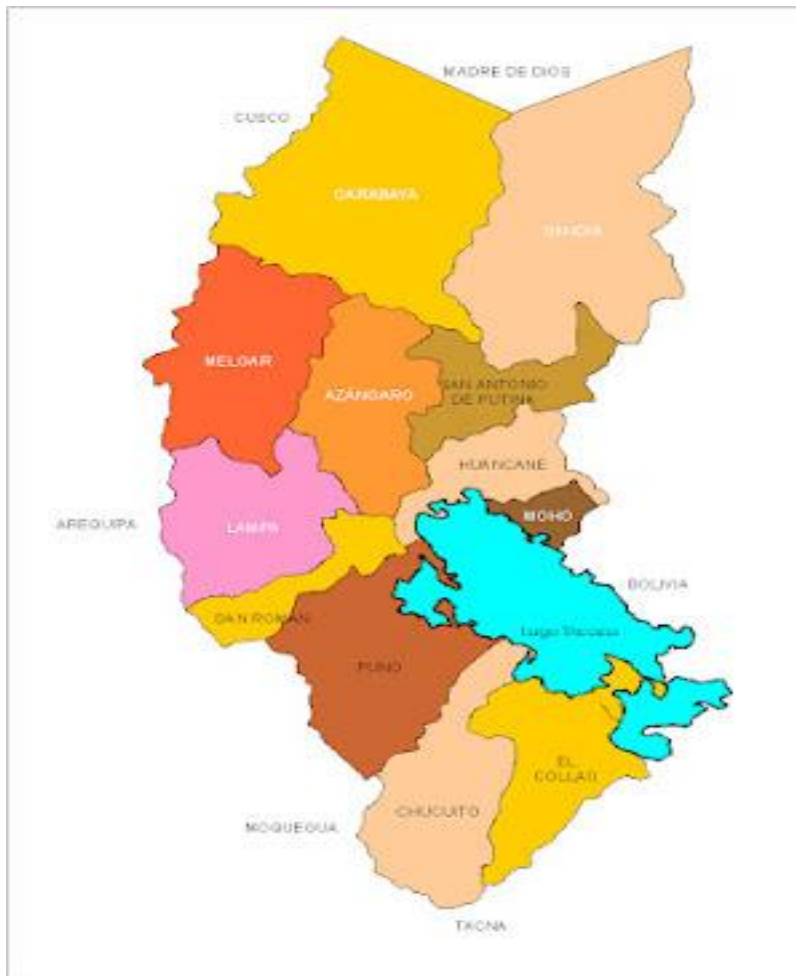 MADRE DE DIOS
CUSCO
CARABAYA
SANDIA
MELGAR
AZÁNGARO
SAN ANTONIO
DE PUTINA
HUANCANE
MOHO
AREQUIPA
LAMPA
BOLIVIA
SAN ROMAN
Lago Titicaca
PUNO
EL
COLLAO
CHUCUITO
MOQUEGUA
TACNA